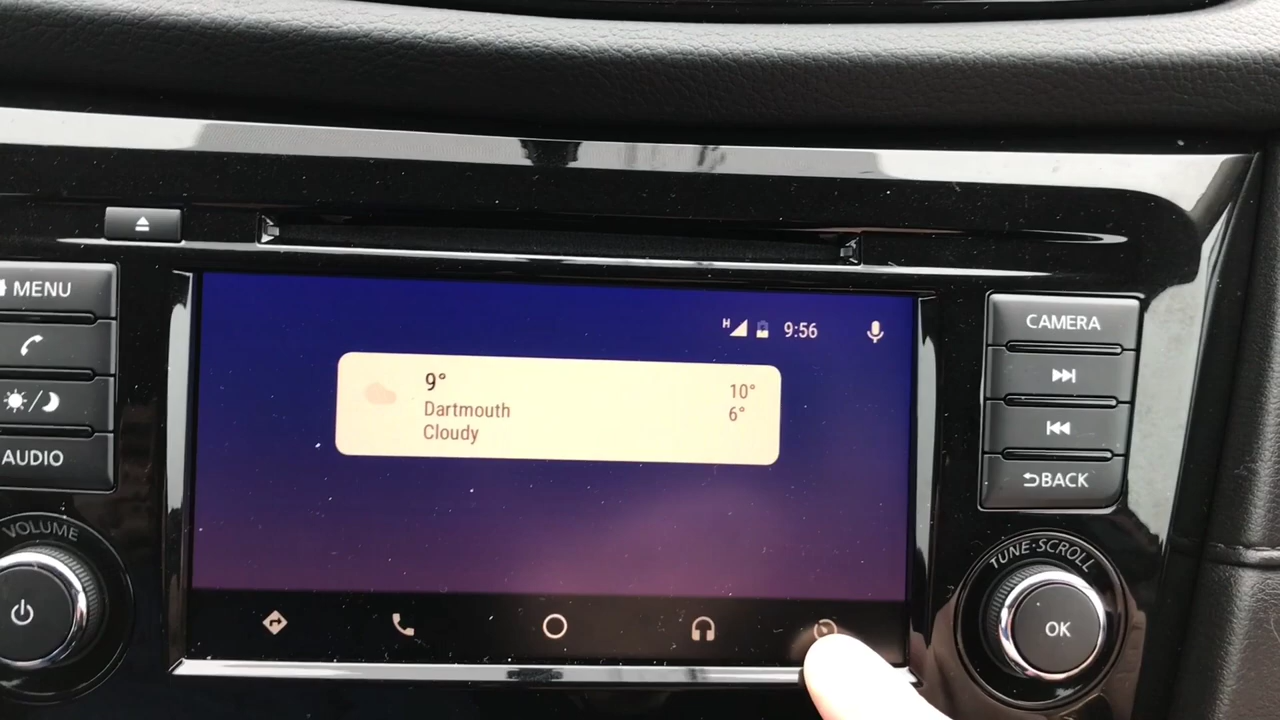 MENU
AUDIO
VOLUME
H
9:56
9°
Dartmouth
Cloudy
10°
6°
CAMERA
BACK
TUNE·SCROLL
OK